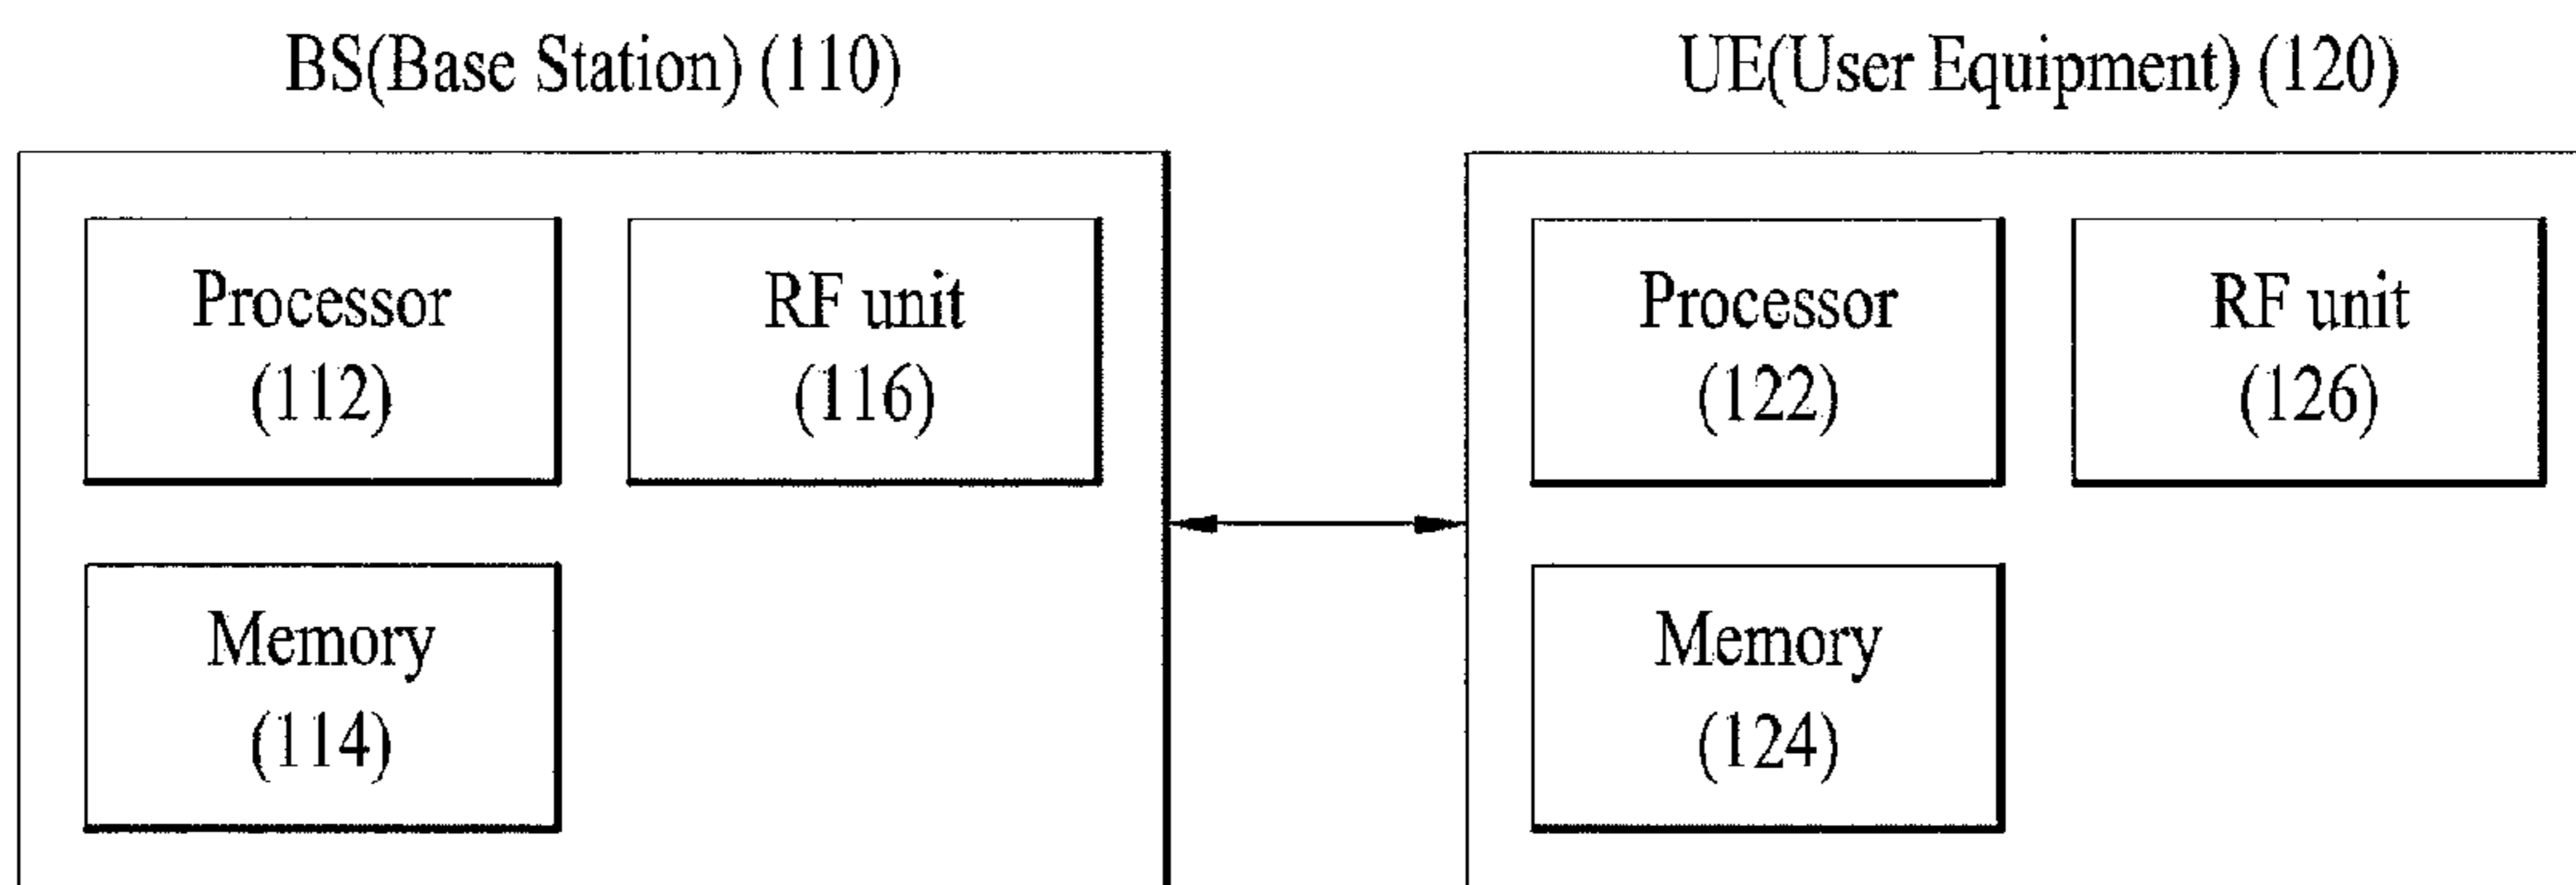 BS(Base Station) (110)
Processor
(112)
RF unit
(116)
Memory
(114)
UE(User Equipment) (120)
Processor
(122)
RF unit
(126)
Memory
(124)